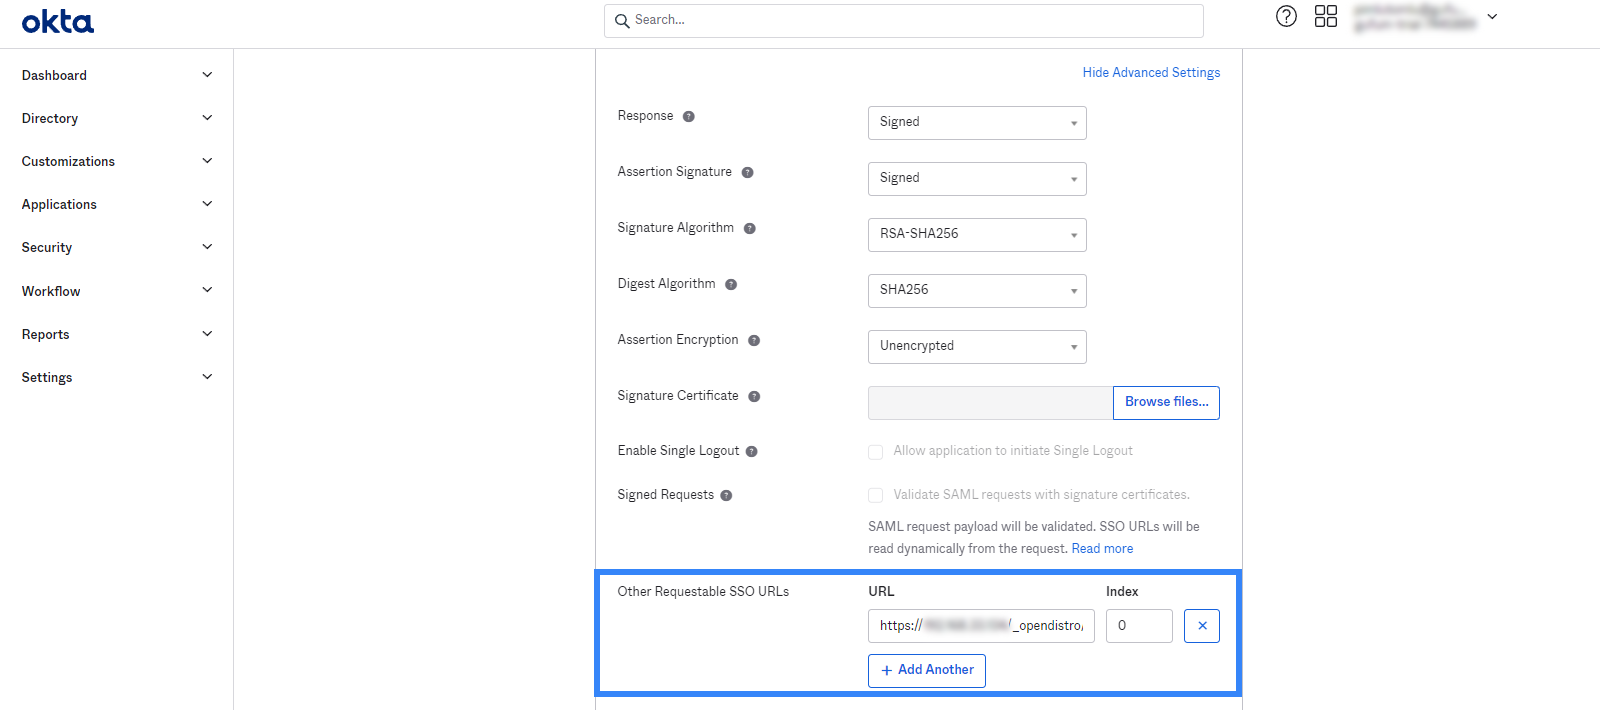 okta
Search...
Dashboard
Directory
Customizations
Applications
Security
Workflow
Reports
Settings
Hide Advanced Settings
Response ?
Signed
Assertion Signature ?
Signed
Signature Algorithm ?
RSA-SHA256
Digest Algorithm ?
SHA256
Assertion Encryption ?
Unencrypted
Signature Certificate ?
Browse files...
Enable Single Logout ?
Allow application to initiate Single Logout
Signed Requests ?
Validate SAML requests with signature certificates.
SAML request payload will be validated. SSO URLs will be
read dynamically from the request. Read more
Other Requestable SSO URLs
URL Index
https:// /_opendistro/ 0
+ Add Another